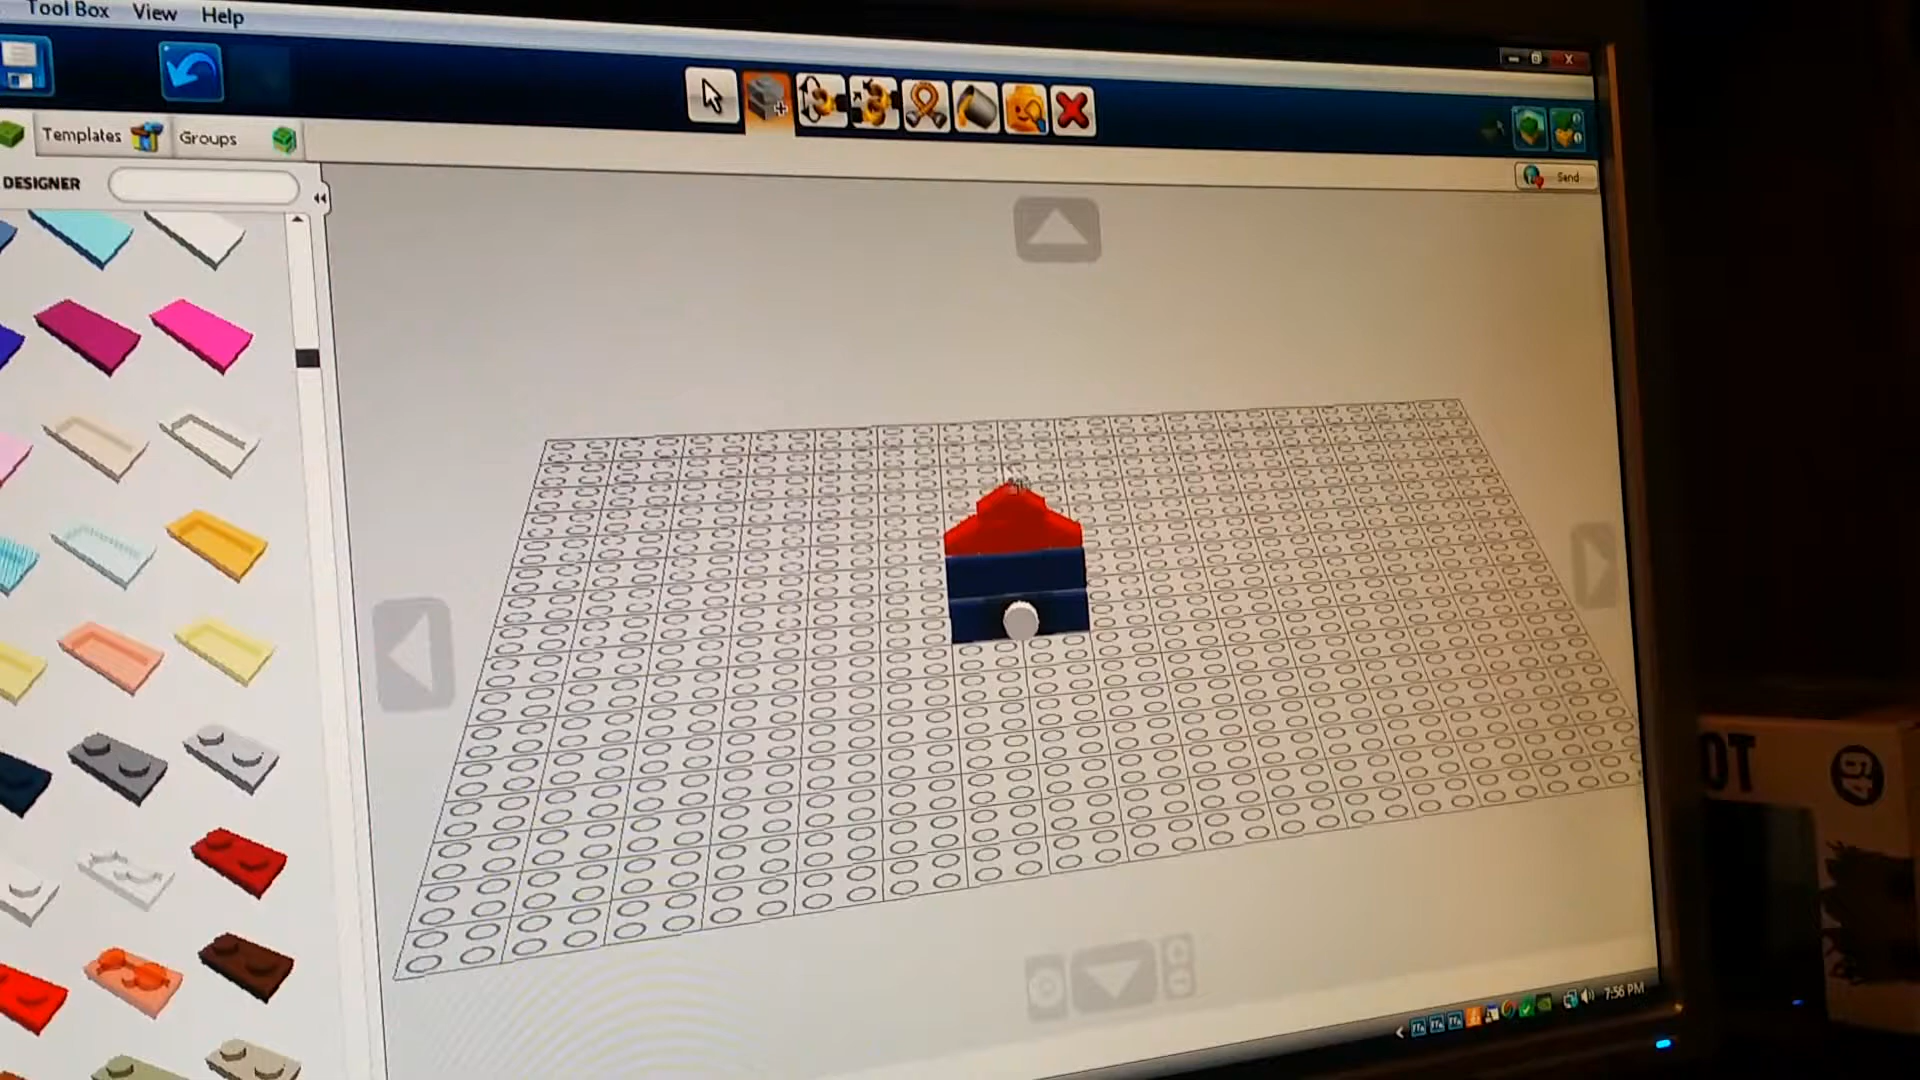 Tool Box View Help
Templates Groups
DESIGNER
Send
OT
49
7:56 PM